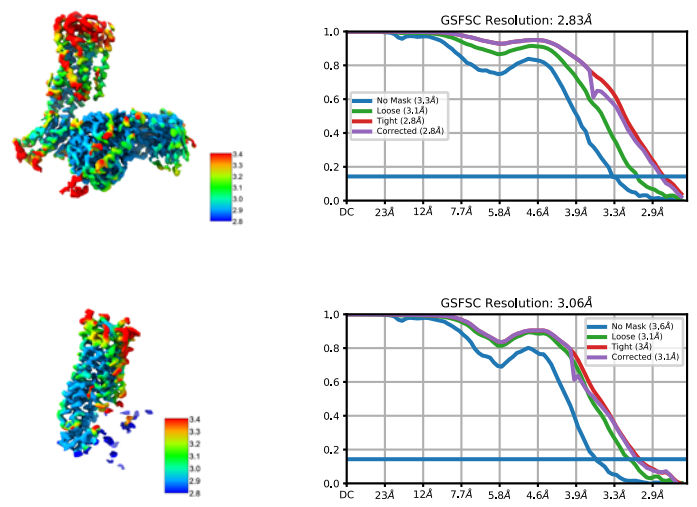 GSFSC Resolution: 2.83Å
1.0
0.8
0.6
0.4
0.2
0.0
No Mask (3.3Å)
Loose (3.1Å)
Tight (2.8Å)
Corrected (2.8Å)
DC 23Å 12Å 7.7Å 5.8Å 4.6Å 3.9Å 3.3Å 2.9Å
3.4
3.3
3.2
3.1
3.0
2.9
2.8
GSFSC Resolution: 3.06Å
1.0
0.8
0.6
0.4
0.2
0.0
No Mask (3.6Å)
Loose (3.1Å)
Tight (3Å)
Corrected (3.1Å)
DC 23Å 12Å 7.7Å 5.8Å 4.6Å 3.9Å 3.3Å 2.9Å
3.4
3.3
3.2
3.1
3.0
2.9
2.8